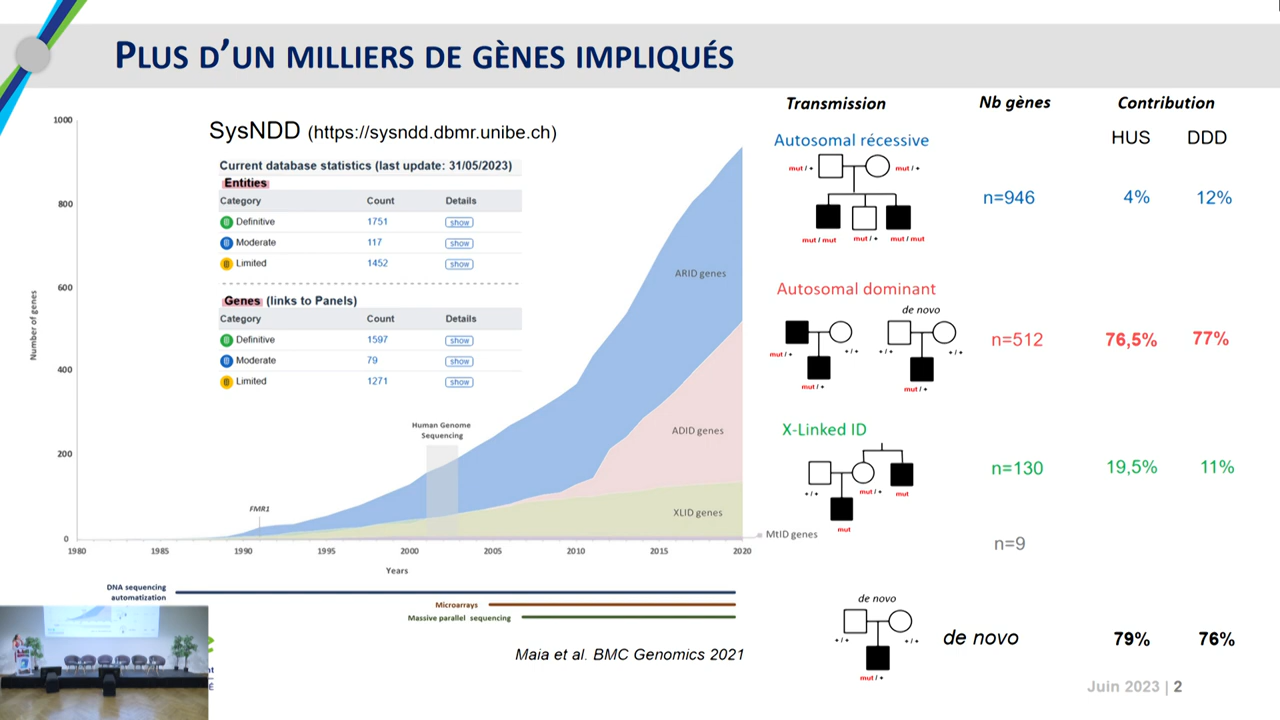 PLUS D'UN MILLIERS DE GÈNES IMPLIQUÉS
SysNDD (https://sysndd.dbmr.unibe.ch)
Current database statistics (last update: 31/05/2023)
Entities
Category Count Details
Definitive 1751 show
Moderate 117 show
Limited 1452 show
Genes (links to Panels)
Category Count Details
Definitive 1597 show
Moderate 79 show
Limited 1271 show
Number of genes
1000
800
600
400
200
0
ARID genes
ADID genes
XLID genes
MtID genes
Human Genome
Sequencing
FMR1
1980 1985 1990 1995 2000 2005 2010 2015 2020
Years
DNA sequencing
automatization
Microarrays
Massive parallel sequencing
Maia et al. BMC Genomics 2021
Transmission Nb gènes Contribution
HUS DDD
Autosomal récessive
mut / + mut / +
n=946 4% 12%
mut / mut mut / + mut / mut
Autosomal dominant
de novo
mut / + + / + + / + + / +
n=512 76,5% 77%
mut / + mut / +
X-Linked ID
n=130 19,5% 11%
+ / + mut / + mut
mut
n=9
de novo
+ / + + / +
de novo 79% 76%
mut / +
Juin 2023 | 2